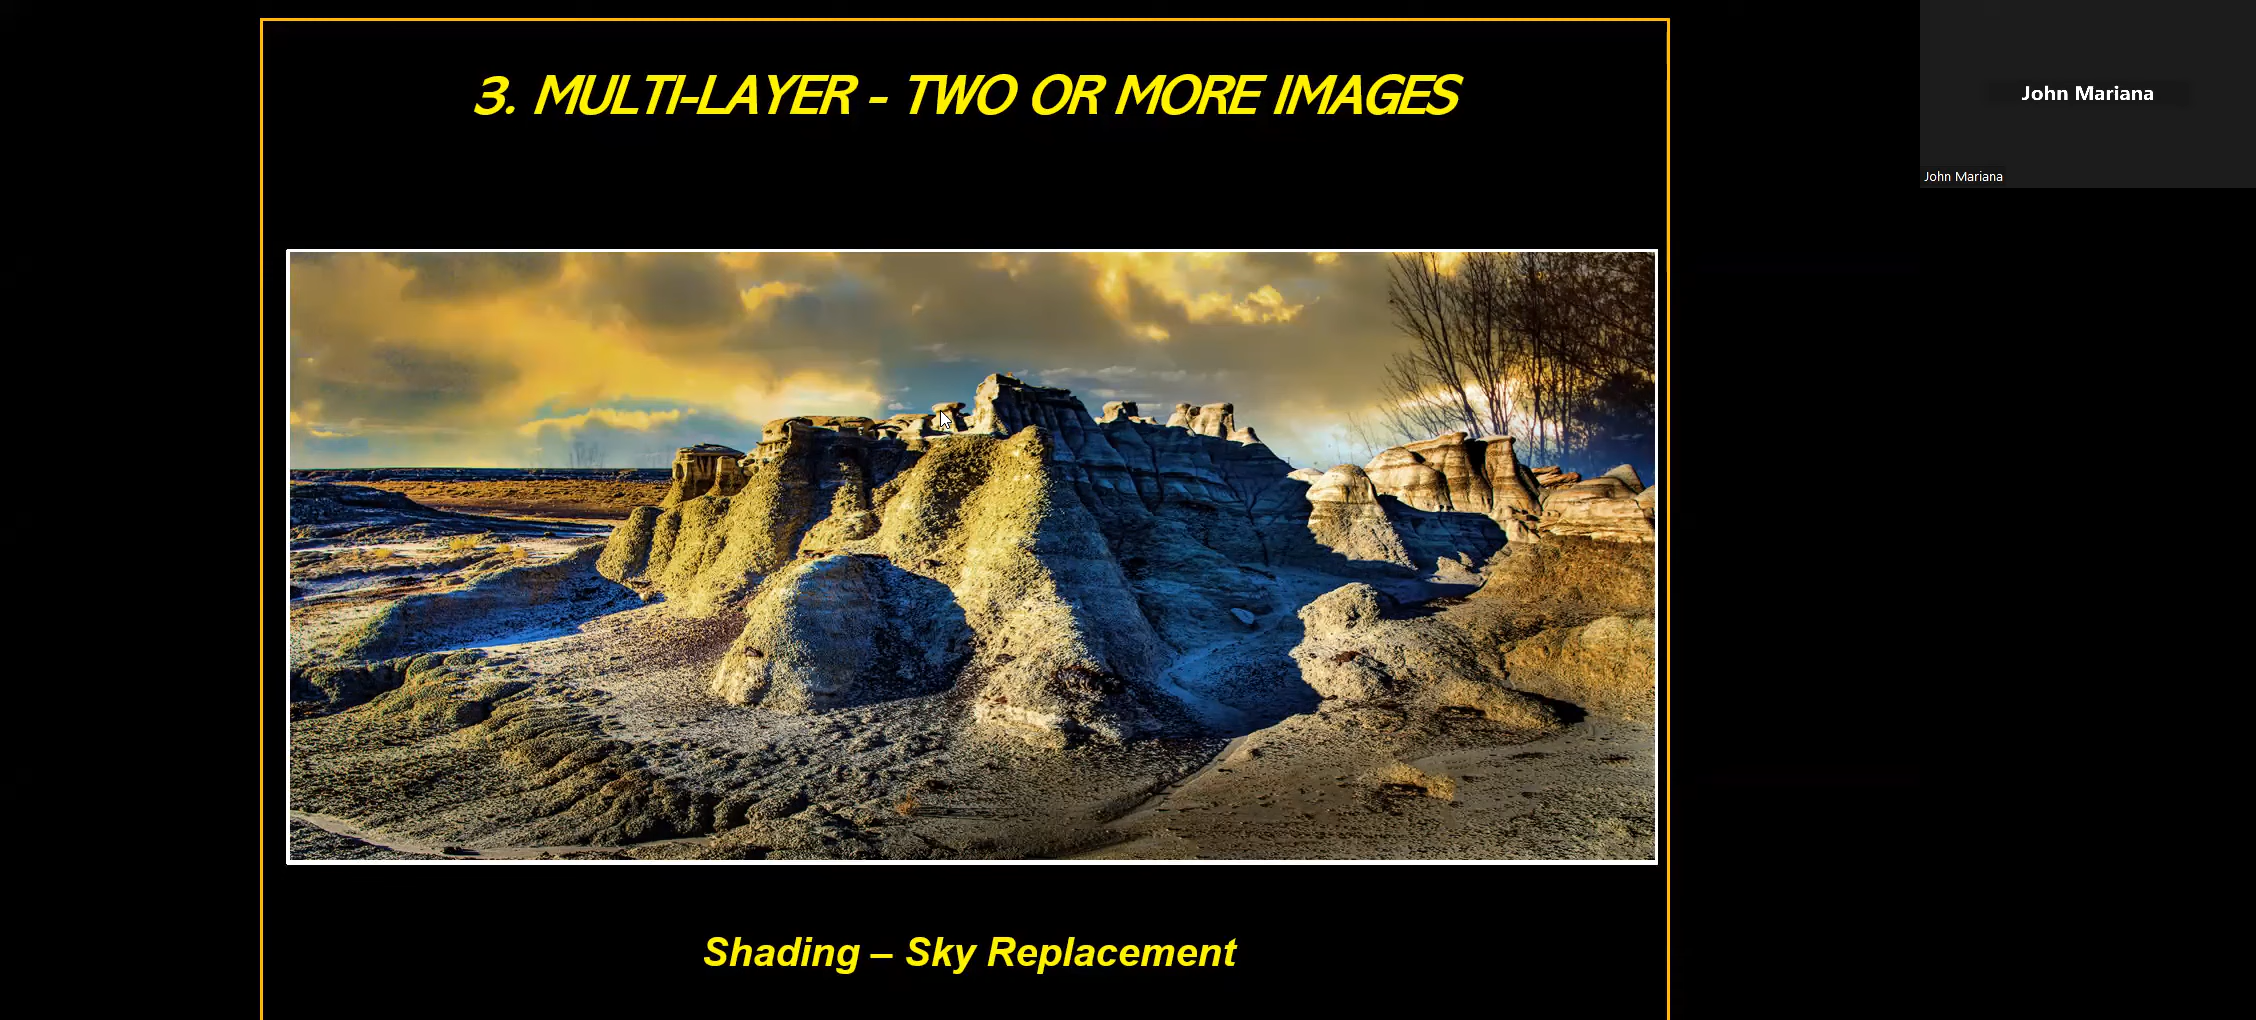 3. MULTI-LAYER - TWO OR MORE IMAGES
John Mariana
John Mariana
Shading – Sky Replacement